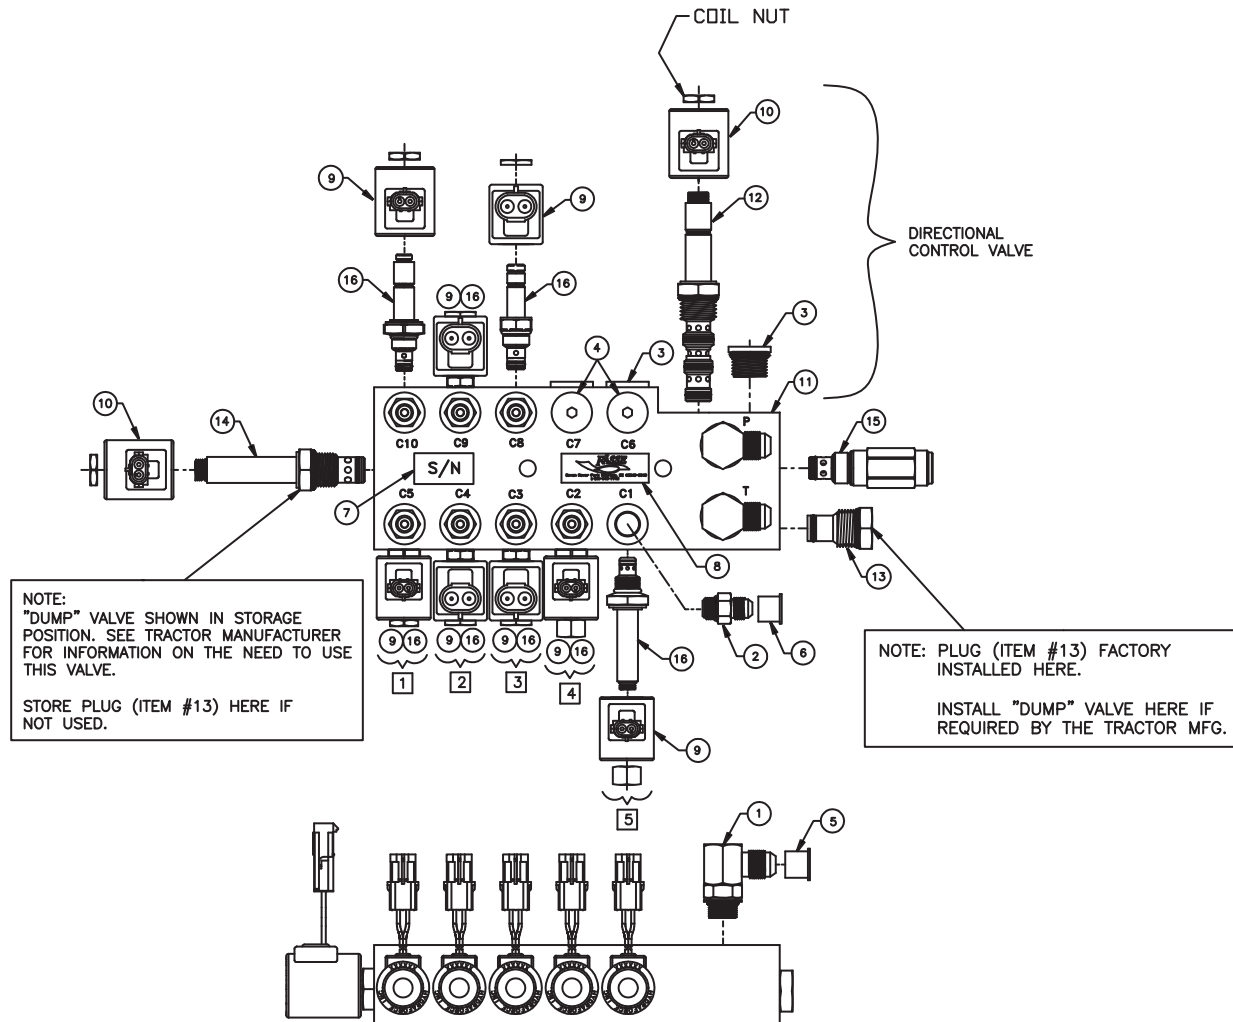 COIL NUT
10
9
9
12
DIRECTIONAL
CONTROL VALVE
16
9 16
16
3
4
3
10
14
11
15
C10 C9 C8 C7 C6
P
S/N
FASSE
7
C5 C4 C3 C2 C1
T
8
13
NOTE:
"DUMP" VALVE SHOWN IN STORAGE
POSITION. SEE TRACTOR MANUFACTURER
FOR INFORMATION ON THE NEED TO USE
THIS VALVE.
STORE PLUG (ITEM #13) HERE IF
NOT USED.
9 16
9 16
9 16
9 16
1
2
3
4
16
2
6
NOTE: PLUG (ITEM #13) FACTORY
INSTALLED HERE.
INSTALL "DUMP" VALVE HERE IF
REQUIRED BY THE TRACTOR MFG.
9
5
1
5